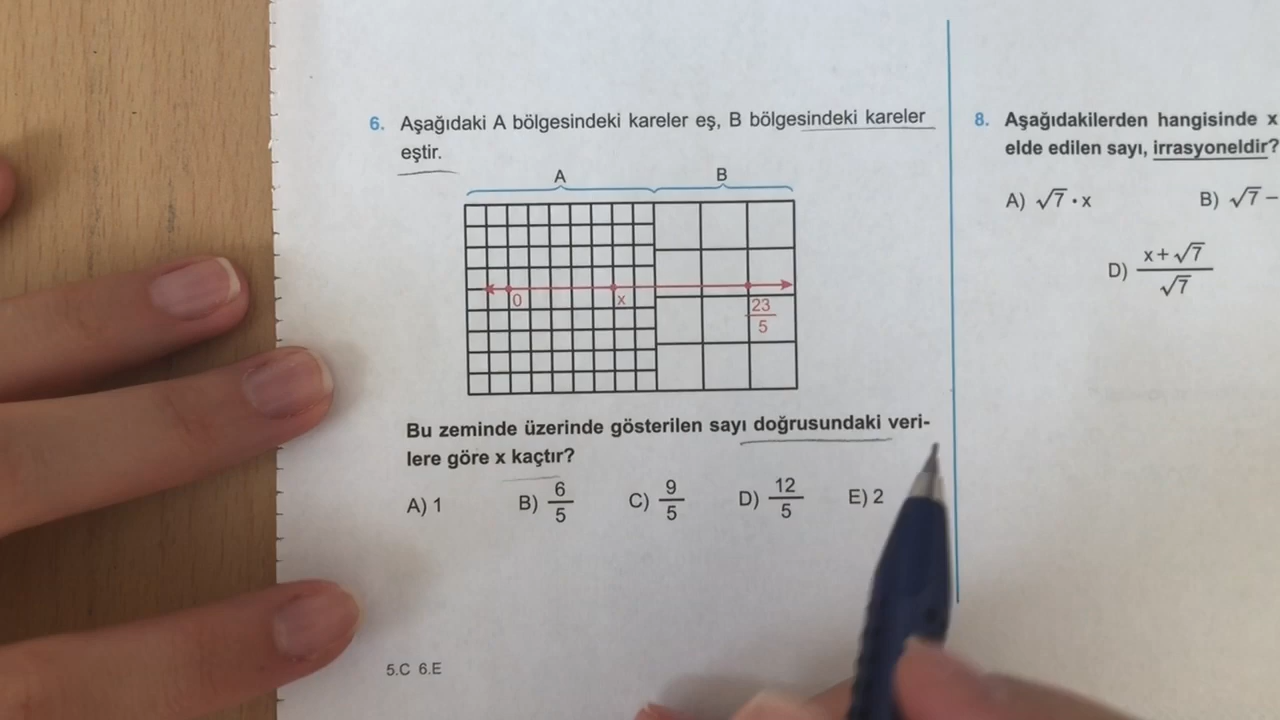 6. Aşağıdaki A bölgesindeki kareler eş, B bölgesindeki kareler
eştir.
A B
0 x 23/5
Bu zeminde üzerinde gösterilen sayı doğrusundaki veri-
lere göre x kaçtır?
A) 1 B) 6/5 C) 9/5 D) 12/5 E) 2
5.C 6.E
8. Aşağıdakilerden hangisinde x
elde edilen sayı, irrasyoneldir?
A) √7 · x B) √7 –
D) x+√7/√7